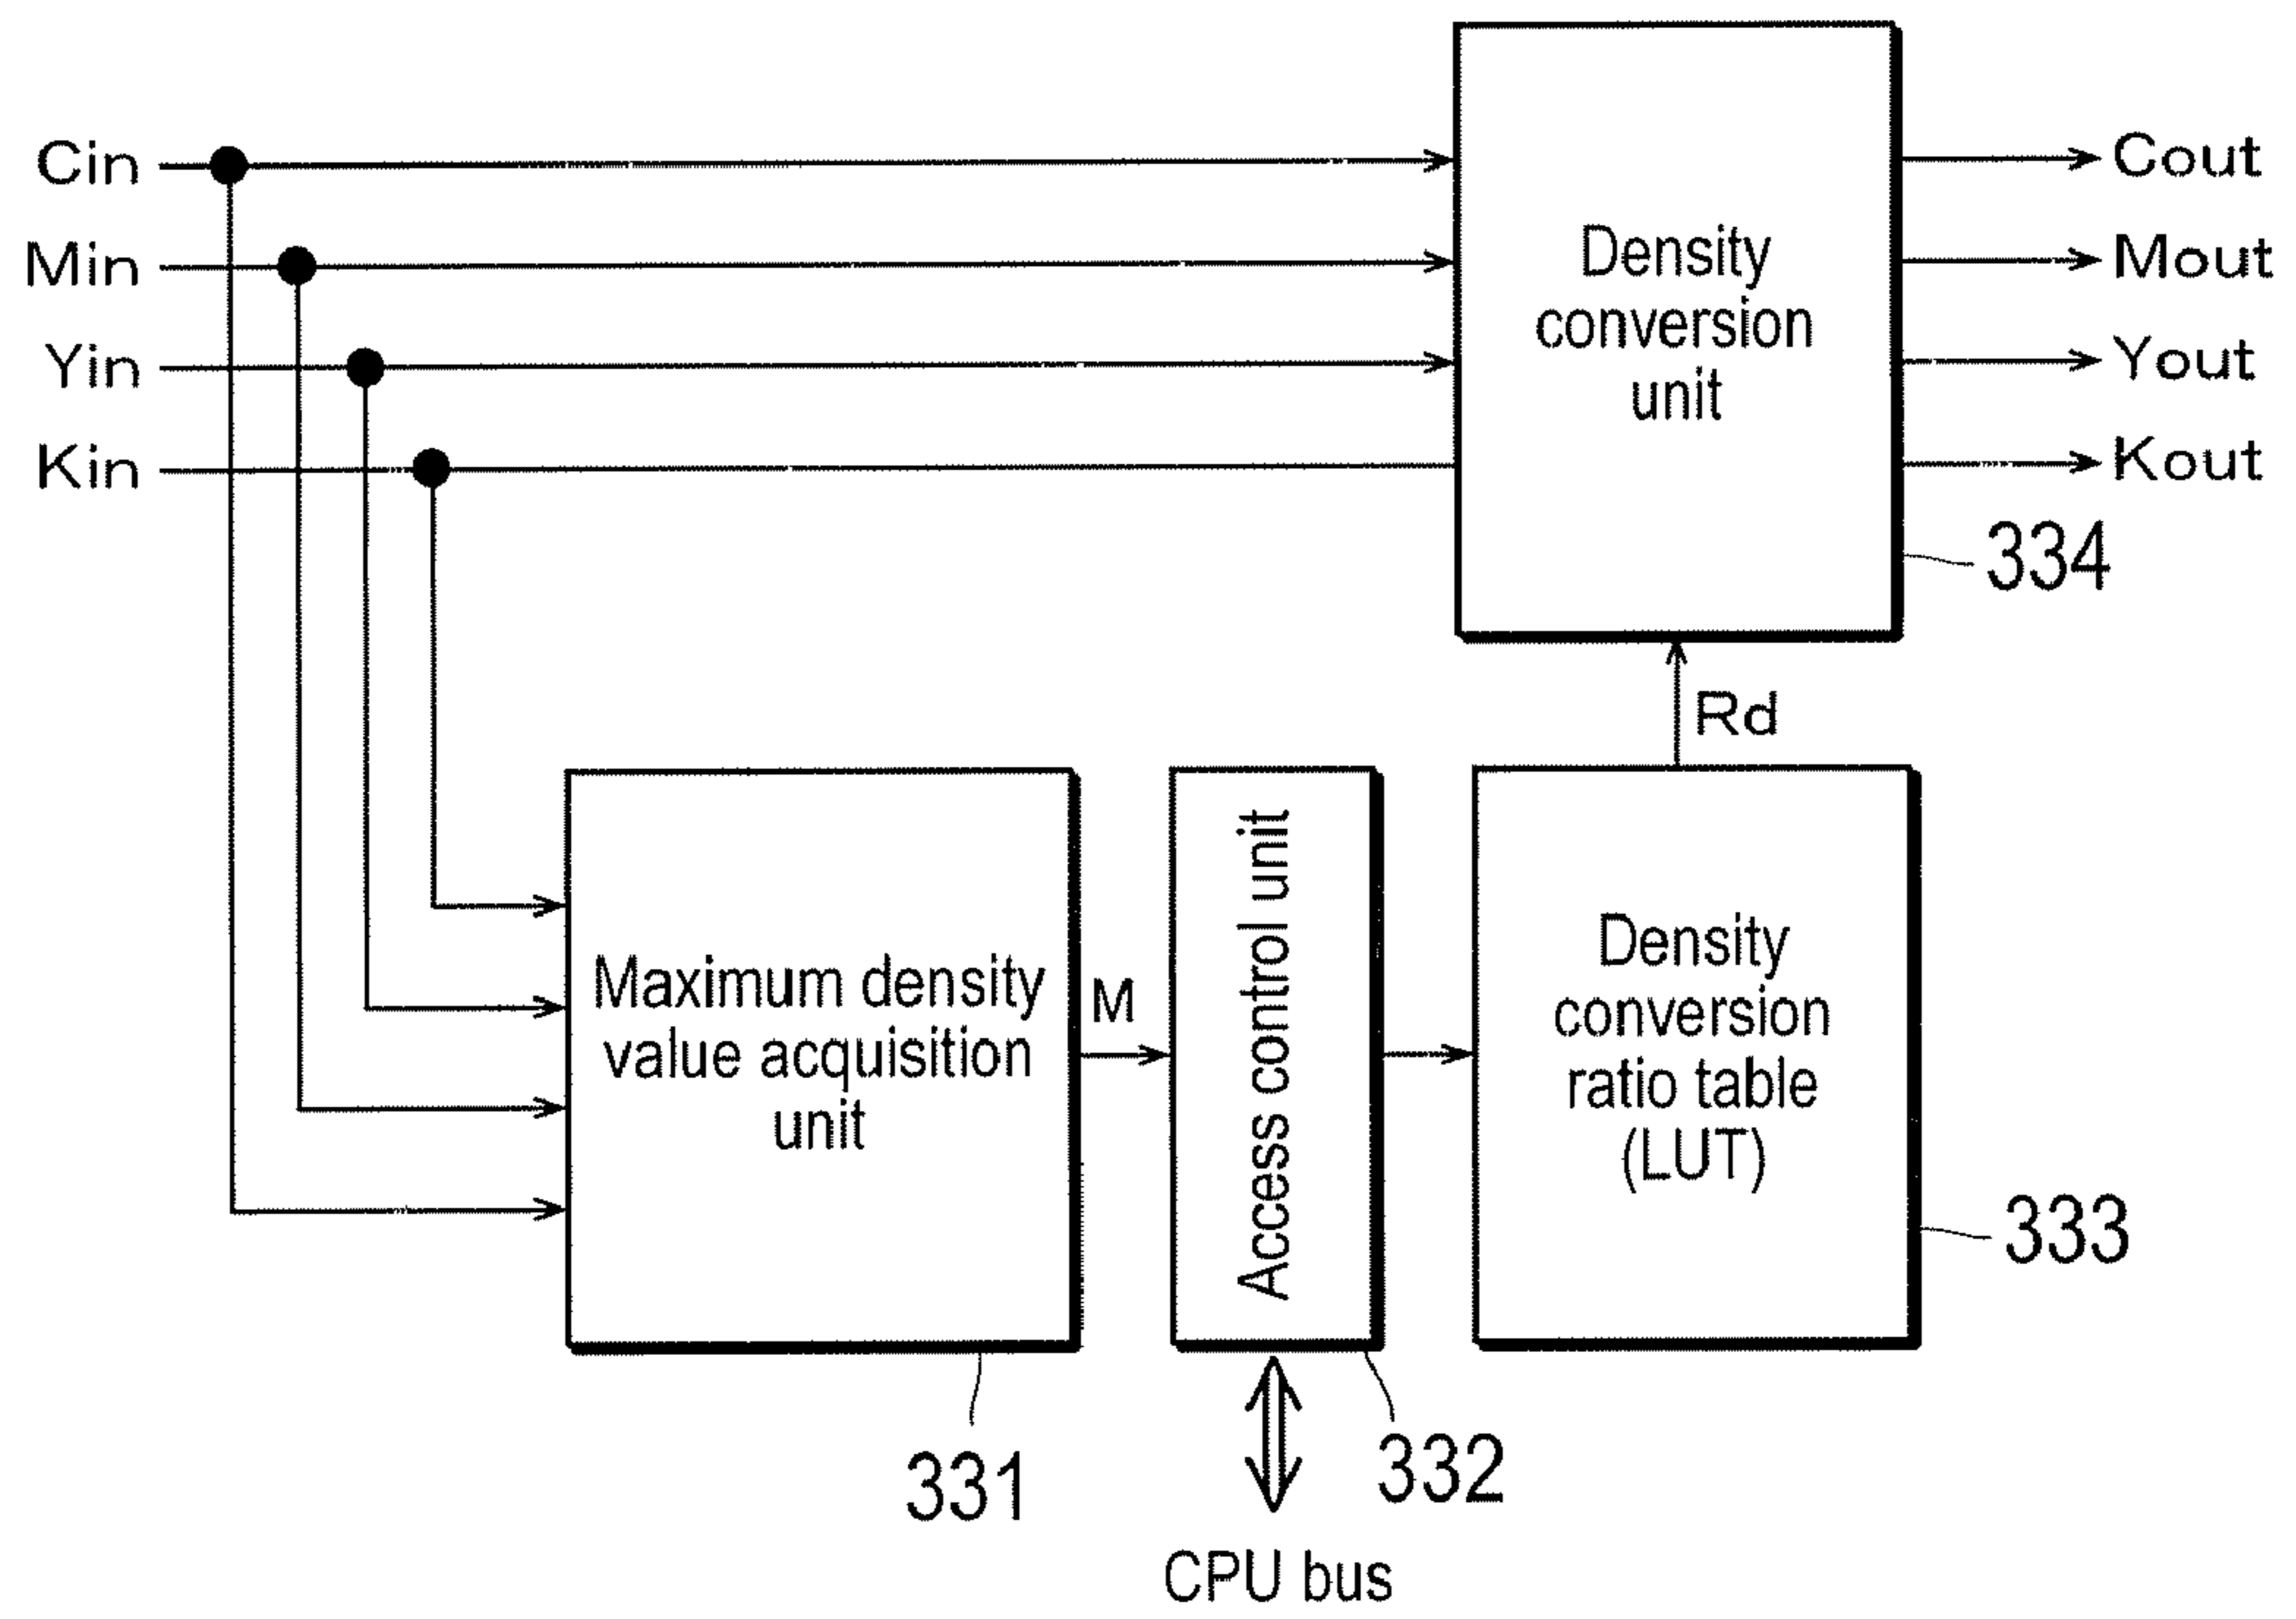 Cin
Min
Yin
Kin
Density
conversion
unit
Cout
Mout
Yout
Kout
334
Rd
Maximum density
value acquisition
unit
M
Access control unit
Density
conversion
ratio table
(LUT)
333
331
332
CPU bus